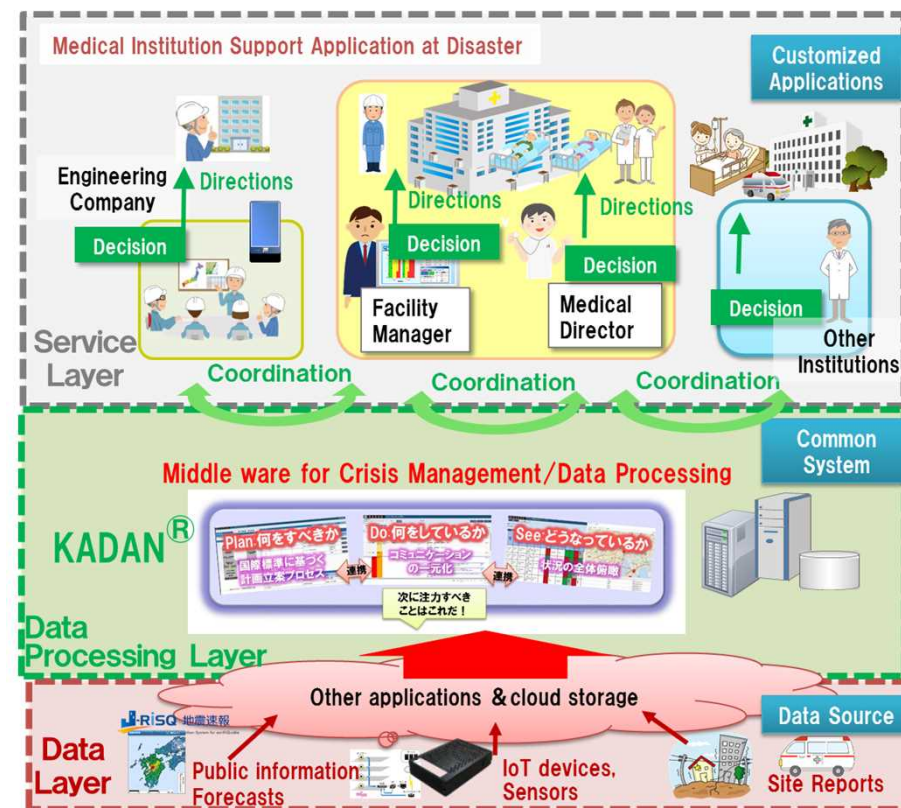 Medical Institution Support Application at Disaster
Customized
Applications
Engineering
Company
Directions
Directions
Directions
Decision
Decision
Decision
Decision
Facility
Manager
Medical
Director
Other
Institutions
Service
Layer
Coordination
Coordination
Coordination
Common
System
Middle ware for Crisis Management/Data Processing
KADAN®
Plan:何をすべきか
国際標準に基づく
計画立案プロセス
連携
Do:何をしているか
コミュニケーション
の一元化
連携
See:どうなっているか
状況の全体俯瞰
次に注力すべき
ことはこれだ！
Data
Processing Layer
Other applications & cloud storage
Data Source
J-RISQ 地震速報
Data
Layer
Public information
Forecasts
IoT devices,
Sensors
Site Reports